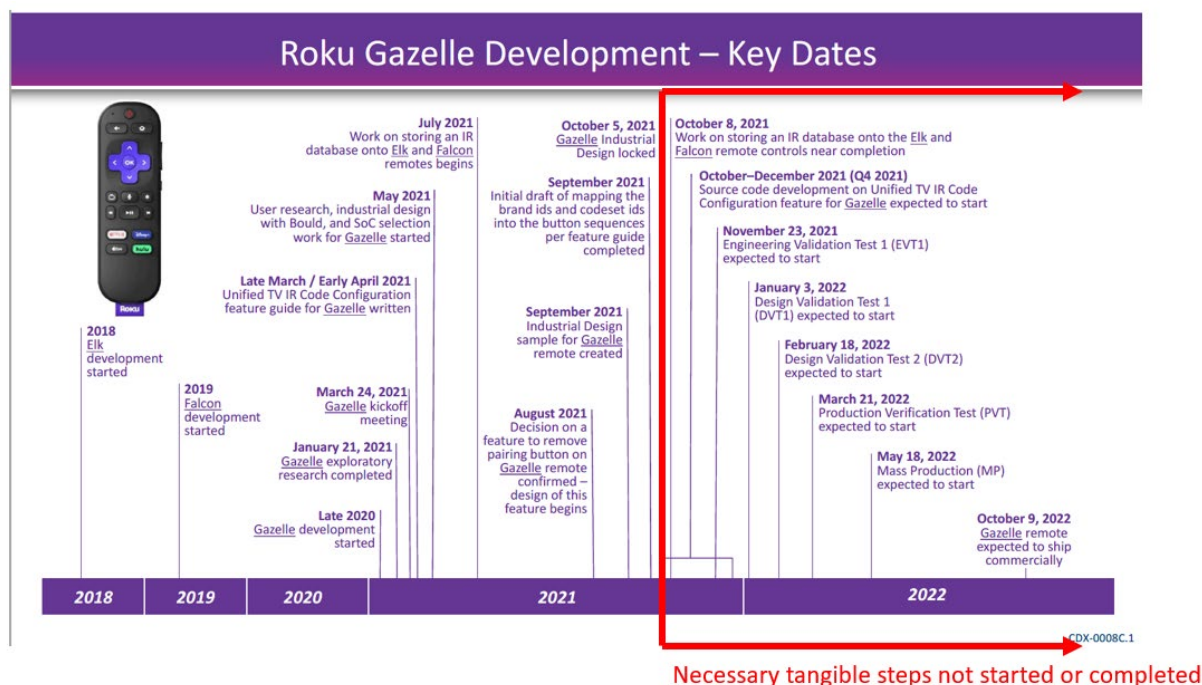 Roku Gazelle Development – Key Dates
July 2021
Work on storing an IR
database onto Elk and Falcon
remotes begins
May 2021
User research, industrial design
with Bould, and SoC selection
work for Gazelle started
Late March / Early April 2021
Unified TV IR Code Configuration
feature guide for Gazelle written
2018
Elk
development
started
2019
Falcon
development
started
March 24, 2021
Gazelle kickoff
meeting
January 21, 2021
Gazelle exploratory
research completed
Late 2020
Gazelle development
started
October 5, 2021
Gazelle Industrial
Design locked
September 2021
Initial draft of mapping the
brand ids and codeset ids
into the button sequences
per feature guide
completed
September 2021
Industrial Design
sample for Gazelle
remote created
August 2021
Decision on a
feature to remove
pairing button on
Gazelle remote
confirmed –
design of this
feature begins
October 8, 2021
Work on storing an IR database onto the Elk and
Falcon remote controls near completion
October–December 2021 (Q4 2021)
Source code development on Unified TV IR Code
Configuration feature for Gazelle expected to start
November 23, 2021
Engineering Validation Test 1 (EVT1)
expected to start
January 3, 2022
Design Validation Test 1
(DVT1) expected to start
February 18, 2022
Design Validation Test 2 (DVT2)
expected to start
March 21, 2022
Production Verification Test (PVT)
expected to start
May 18, 2022
Mass Production (MP)
expected to start
October 9, 2022
Gazelle remote
expected to ship
commercially
OK
NETFLIX
Disney+
hulu
Roku
2018 2019 2020 2021 2022
CDX-0008C.1
Necessary tangible steps not started or completed